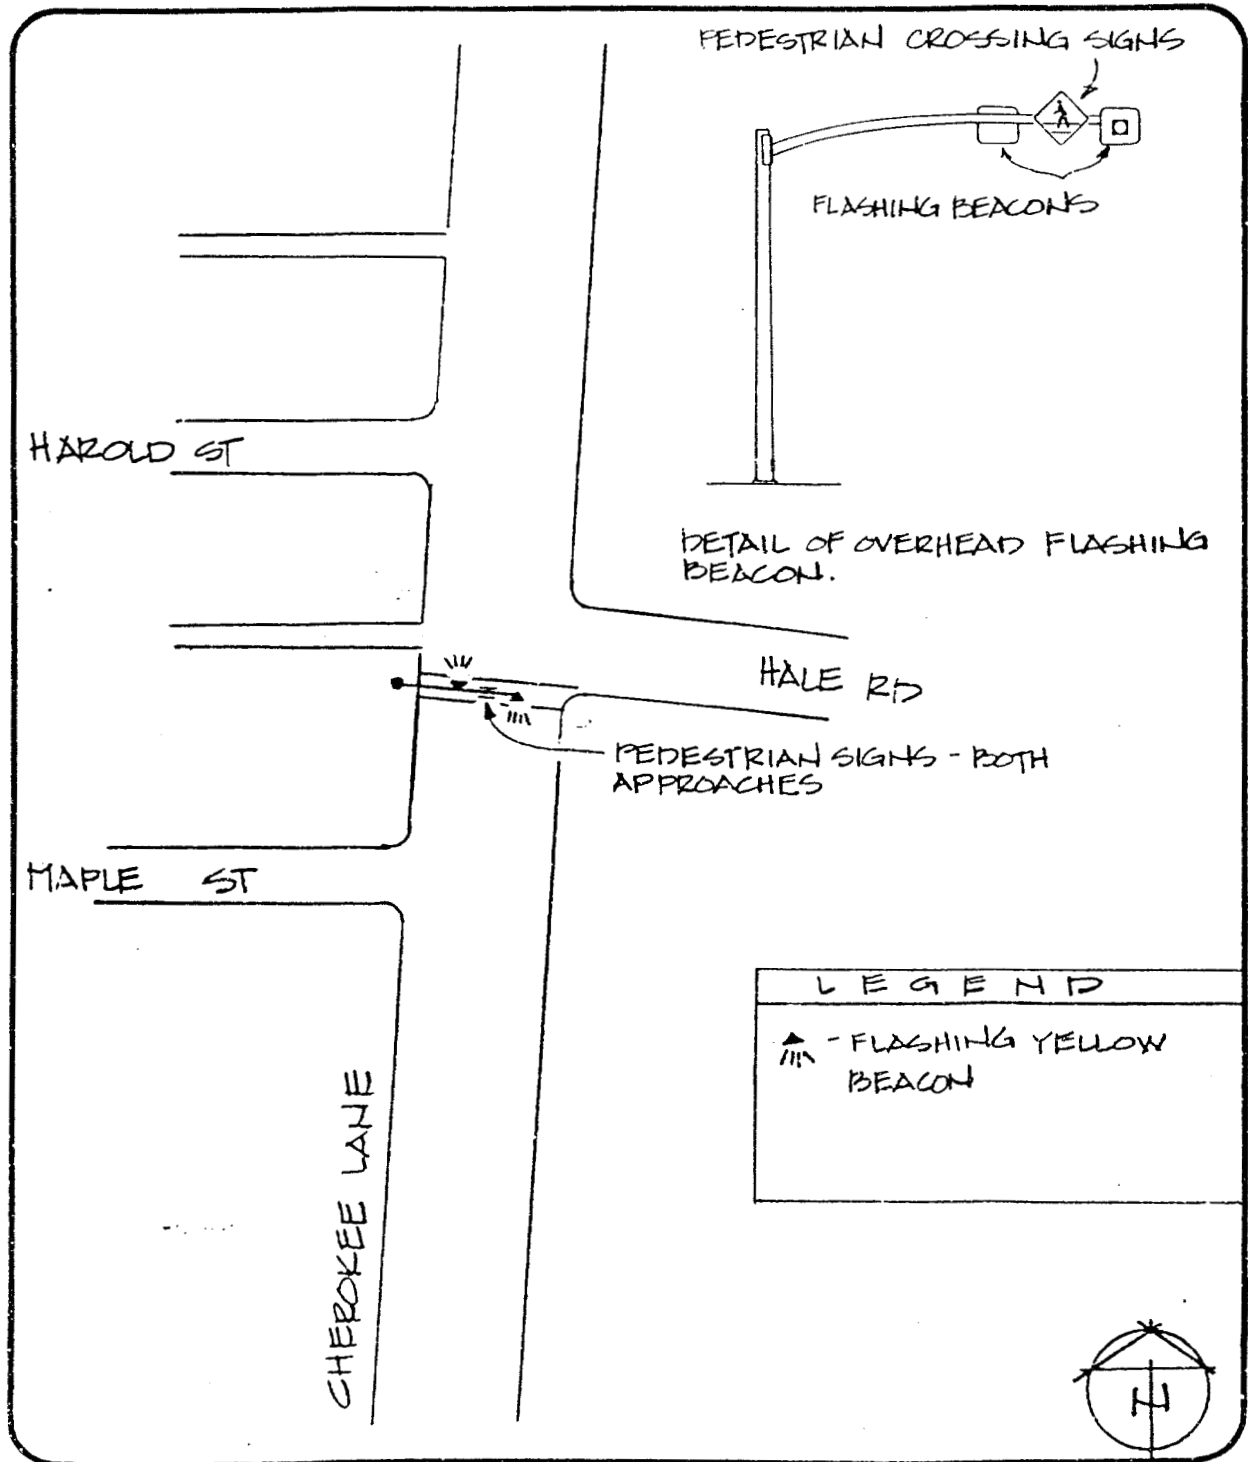 PEDESTRIAN CROSSING SIGNS
FLASHING BEACONS
HAROLD ST
DETAIL OF OVERHEAD FLASHING
BEACON.
HALE RD
PEDESTRIAN SIGNS - BOTH
APPROACHES
MAPLE ST
LEGEND
- FLASHING YELLOW
BEACON
CHEROKEE LANE
N